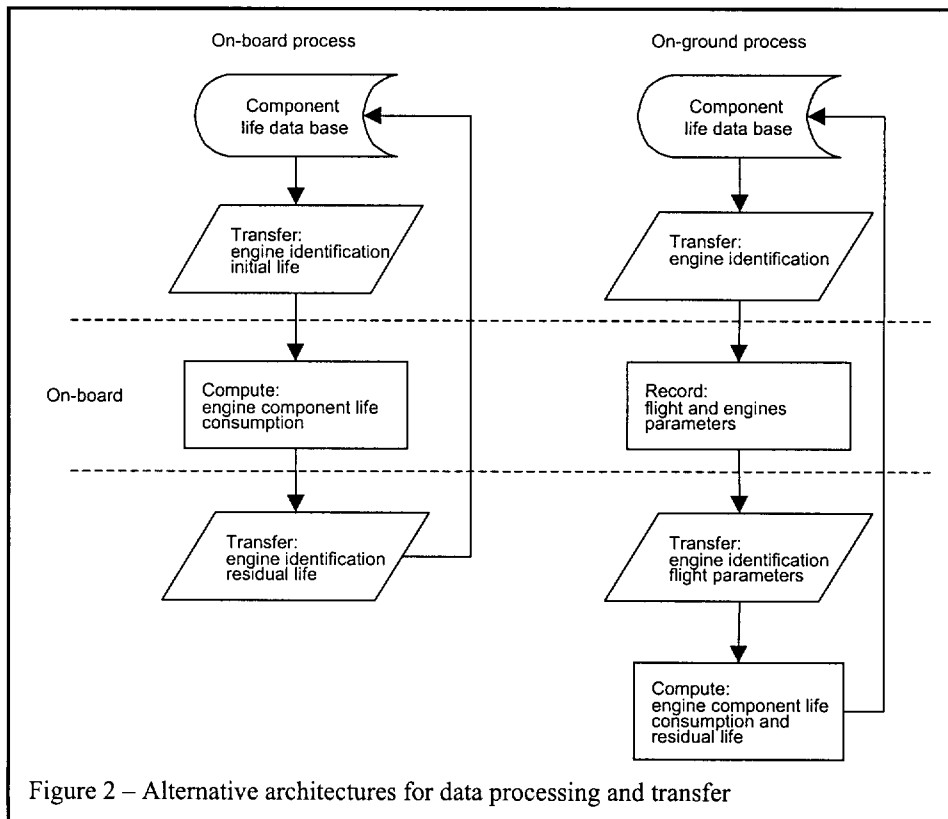 On-board process
Component
life data base
Transfer:
engine identification
initial life
On-board
Compute:
engine component life
consumption
Transfer:
engine identification
residual life
On-ground process
Component
life data base
Transfer:
engine identification
Record:
flight and engines
parameters
Transfer:
engine identification
flight parameters
Compute:
engine component life
consumption and
residual life
Figure 2 – Alternative architectures for data processing and transfer